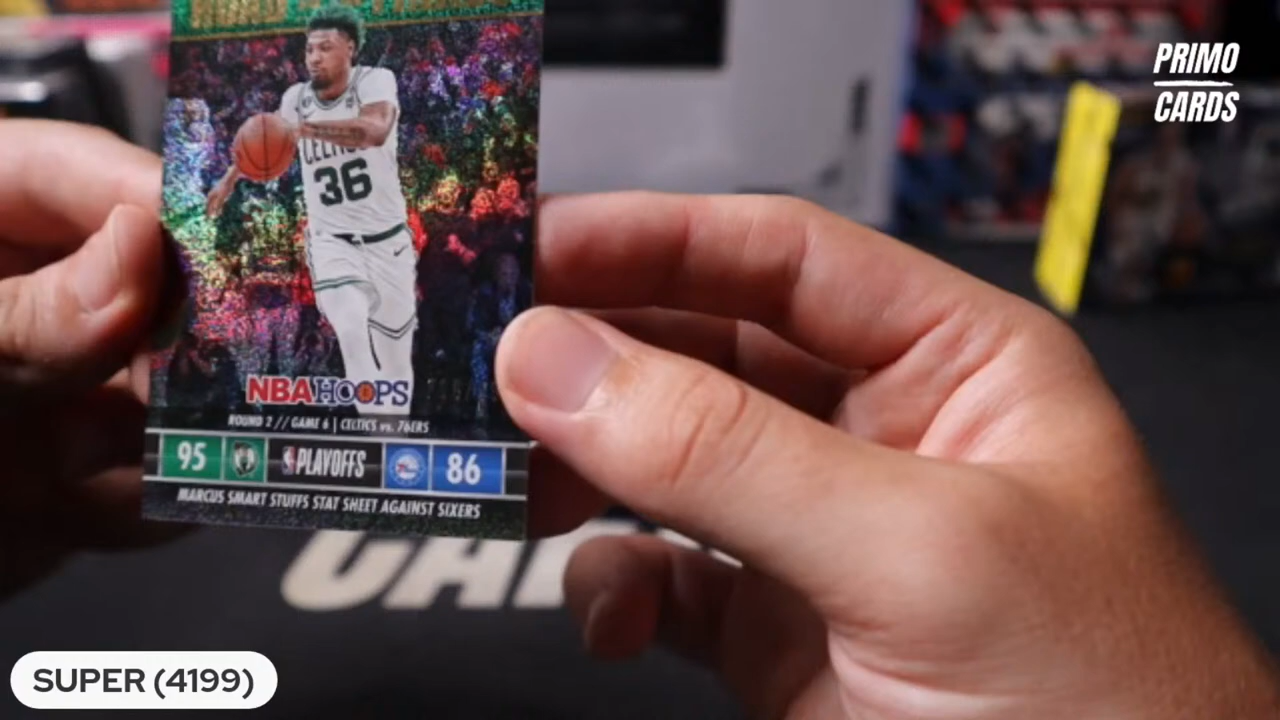 PRIMO
CARDS
CELTICS
36
NBA HOOPS
ROUND 2 // GAME 6 | CELTICS vs. 76ERS
95 PLAYOFFS 86
MARCUS SMART STUFFS STAT SHEET AGAINST SIXERS
SUPER (4199)